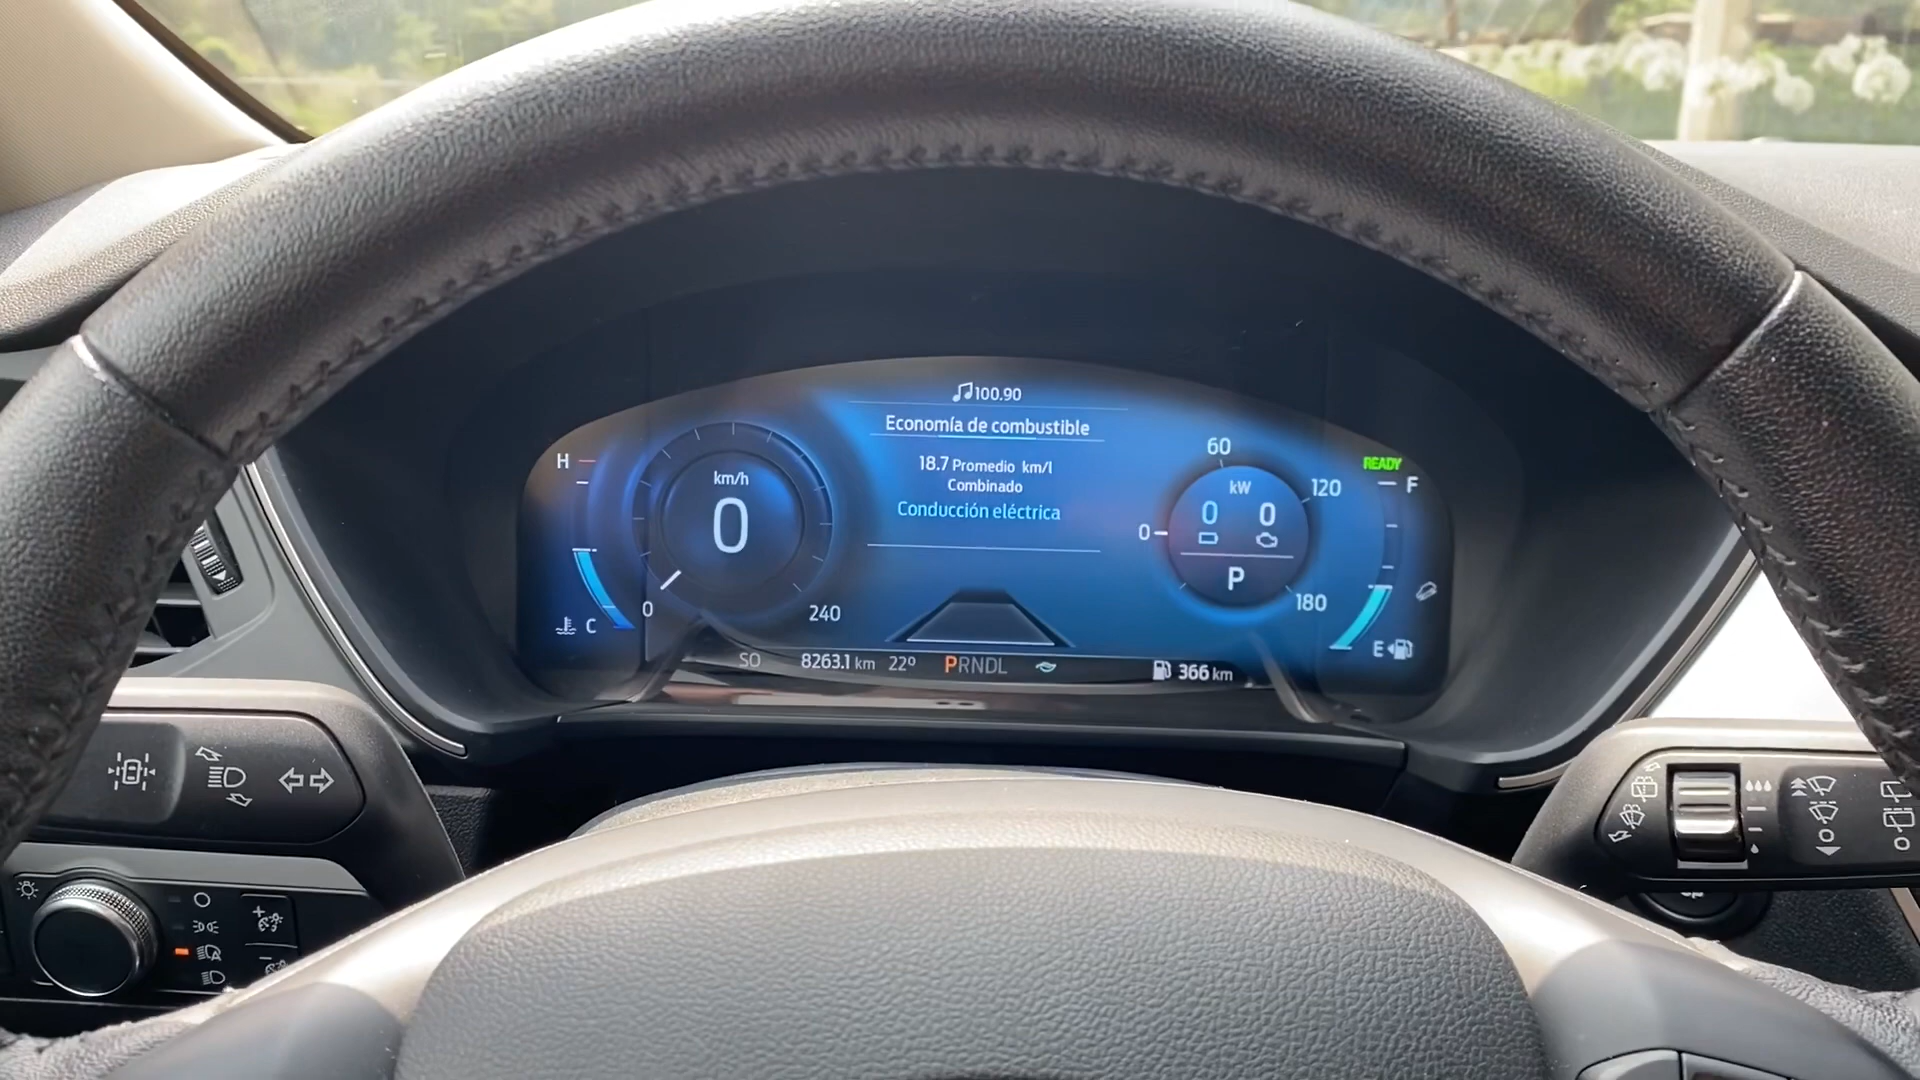 100.90
Economía de combustible
18.7 Promedio km/l
Combinado
Conducción eléctrica
H
C
km/h
0
0
240
60
120
180
0
kW
0 0
P
READY
F
E
SO 8263.1 km 22º PRNDL 366 km